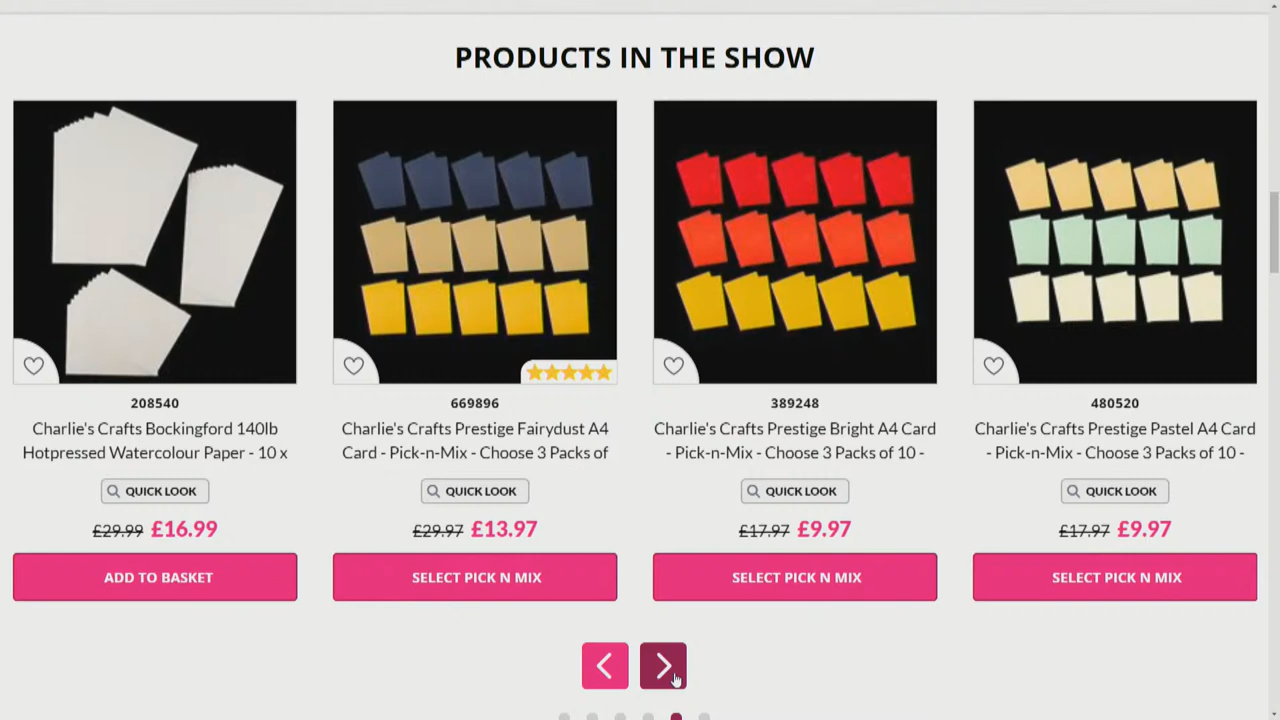 PRODUCTS IN THE SHOW
208540
Charlie's Crafts Bockingford 140lb
Hotpressed Watercolour Paper - 10 x
QUICK LOOK
£29.99 £16.99
ADD TO BASKET
669896
Charlie's Crafts Prestige Fairydust A4
Card - Pick-n-Mix - Choose 3 Packs of
QUICK LOOK
£29.97 £13.97
SELECT PICK N MIX
389248
Charlie's Crafts Prestige Bright A4 Card
- Pick-n-Mix - Choose 3 Packs of 10 -
QUICK LOOK
£17.97 £9.97
SELECT PICK N MIX
480520
Charlie's Crafts Prestige Pastel A4 Card
- Pick-n-Mix - Choose 3 Packs of 10 -
QUICK LOOK
£17.97 £9.97
SELECT PICK N MIX